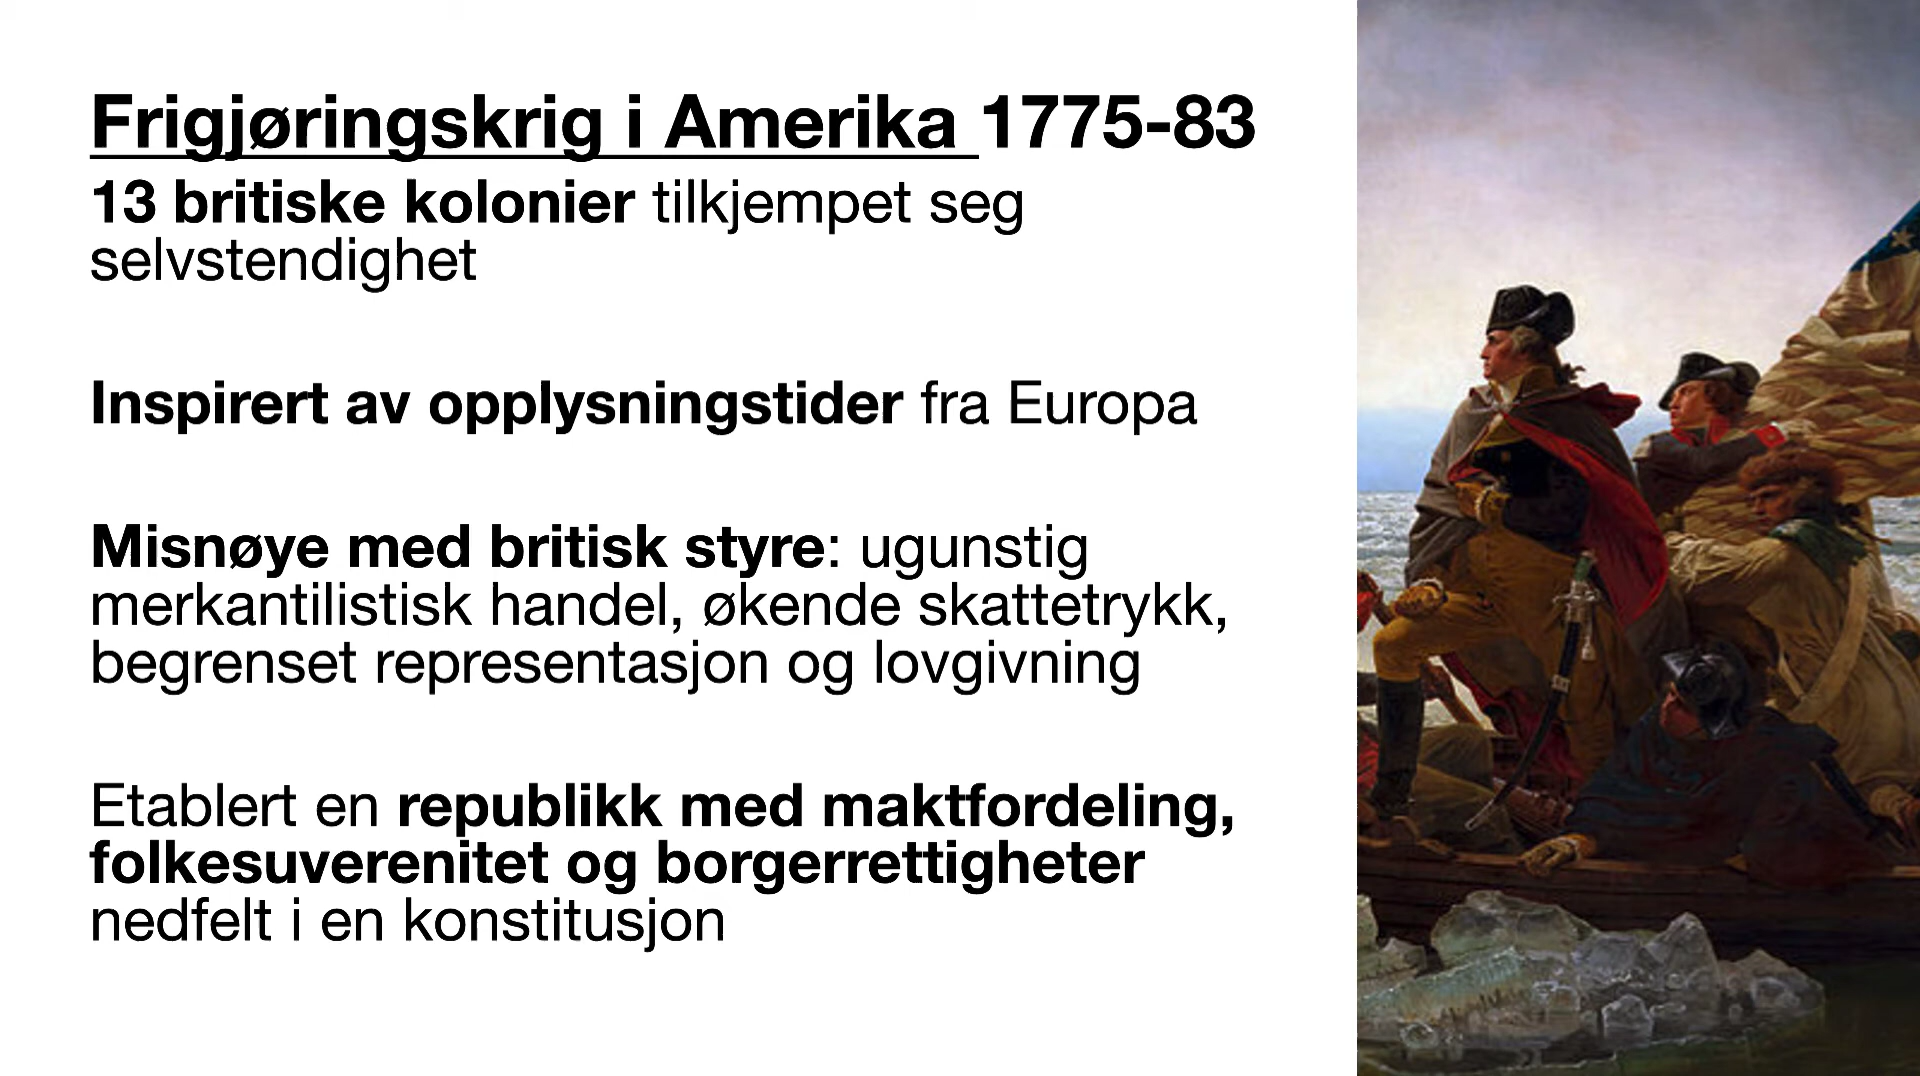 Frigjøringskrig i Amerika 1775-83
13 britiske kolonier tilkjempet seg
selvstendighet
Inspirert av opplysningstider fra Europa
Misnøye med britisk styre: ugunstig
merkantilistisk handel, økende skattetrykk,
begrenset representasjon og lovgivning
Etablert en republikk med maktfordeling,
folkesuverenitet og borgerrettigheter
nedfelt i en konstitusjon